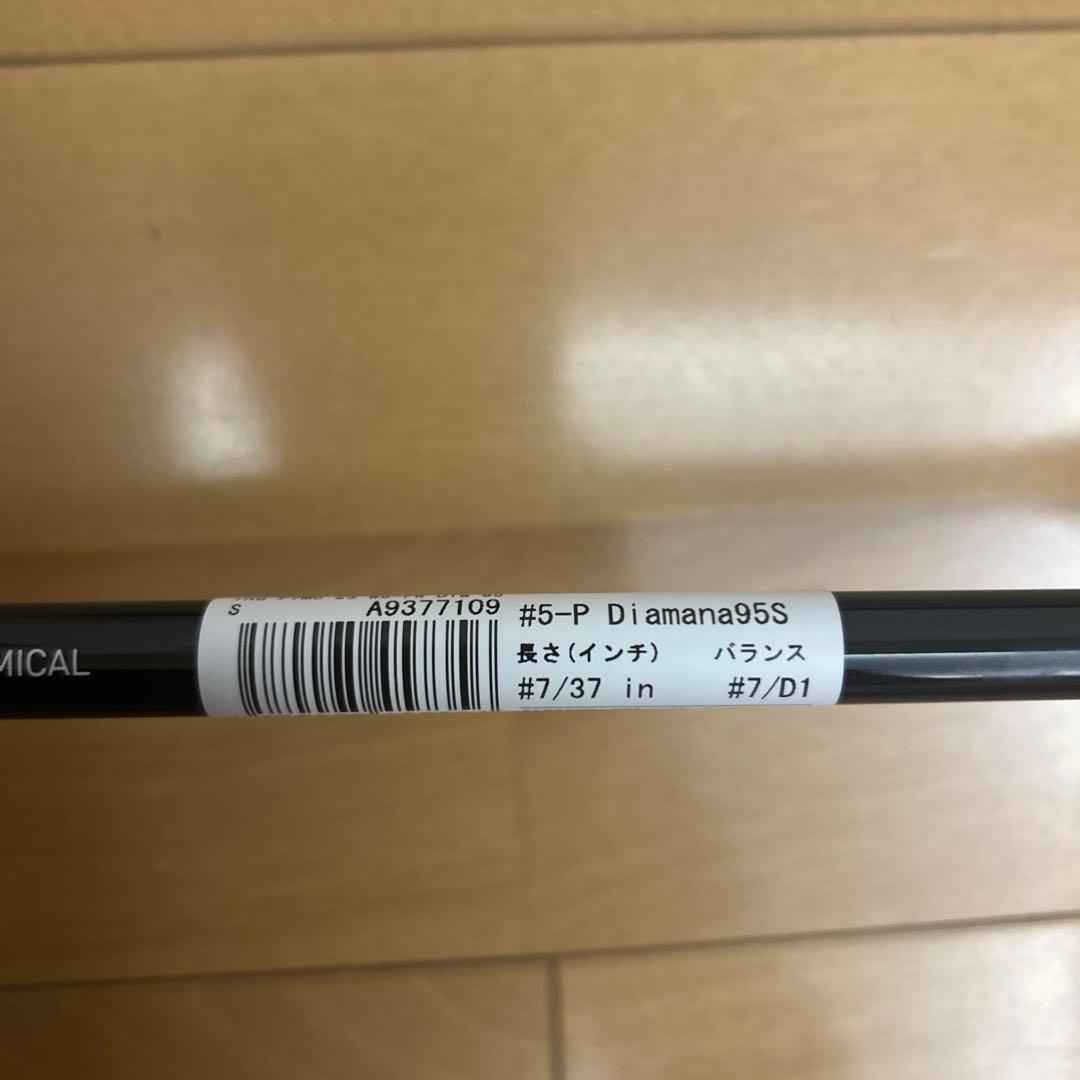 MICAL
S A9377109
#5-P Diamana95S
長さ(インチ) バランス
#7/37 in #7/D1